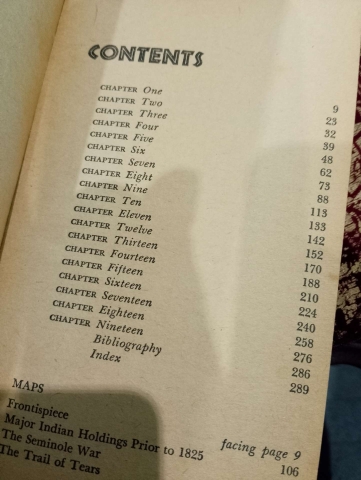 CONTENTS
CHAPTER One 9
CHAPTER Two 23
CHAPTER Three 32
CHAPTER Four 39
CHAPTER Five 48
CHAPTER Six 62
CHAPTER Seven 73
CHAPTER Eight 88
CHAPTER Nine 113
CHAPTER Ten 133
CHAPTER Eleven 142
CHAPTER Twelve 152
CHAPTER Thirteen 170
CHAPTER Fourteen 188
CHAPTER Fifteen 210
CHAPTER Sixteen 224
CHAPTER Seventeen 240
CHAPTER Eighteen 258
CHAPTER Nineteen 276
Bibliography 286
Index 289
MAPS
Frontispiece facing page 9
Major Indian Holdings Prior to 1825 106
The Seminole War
The Trail of Tears